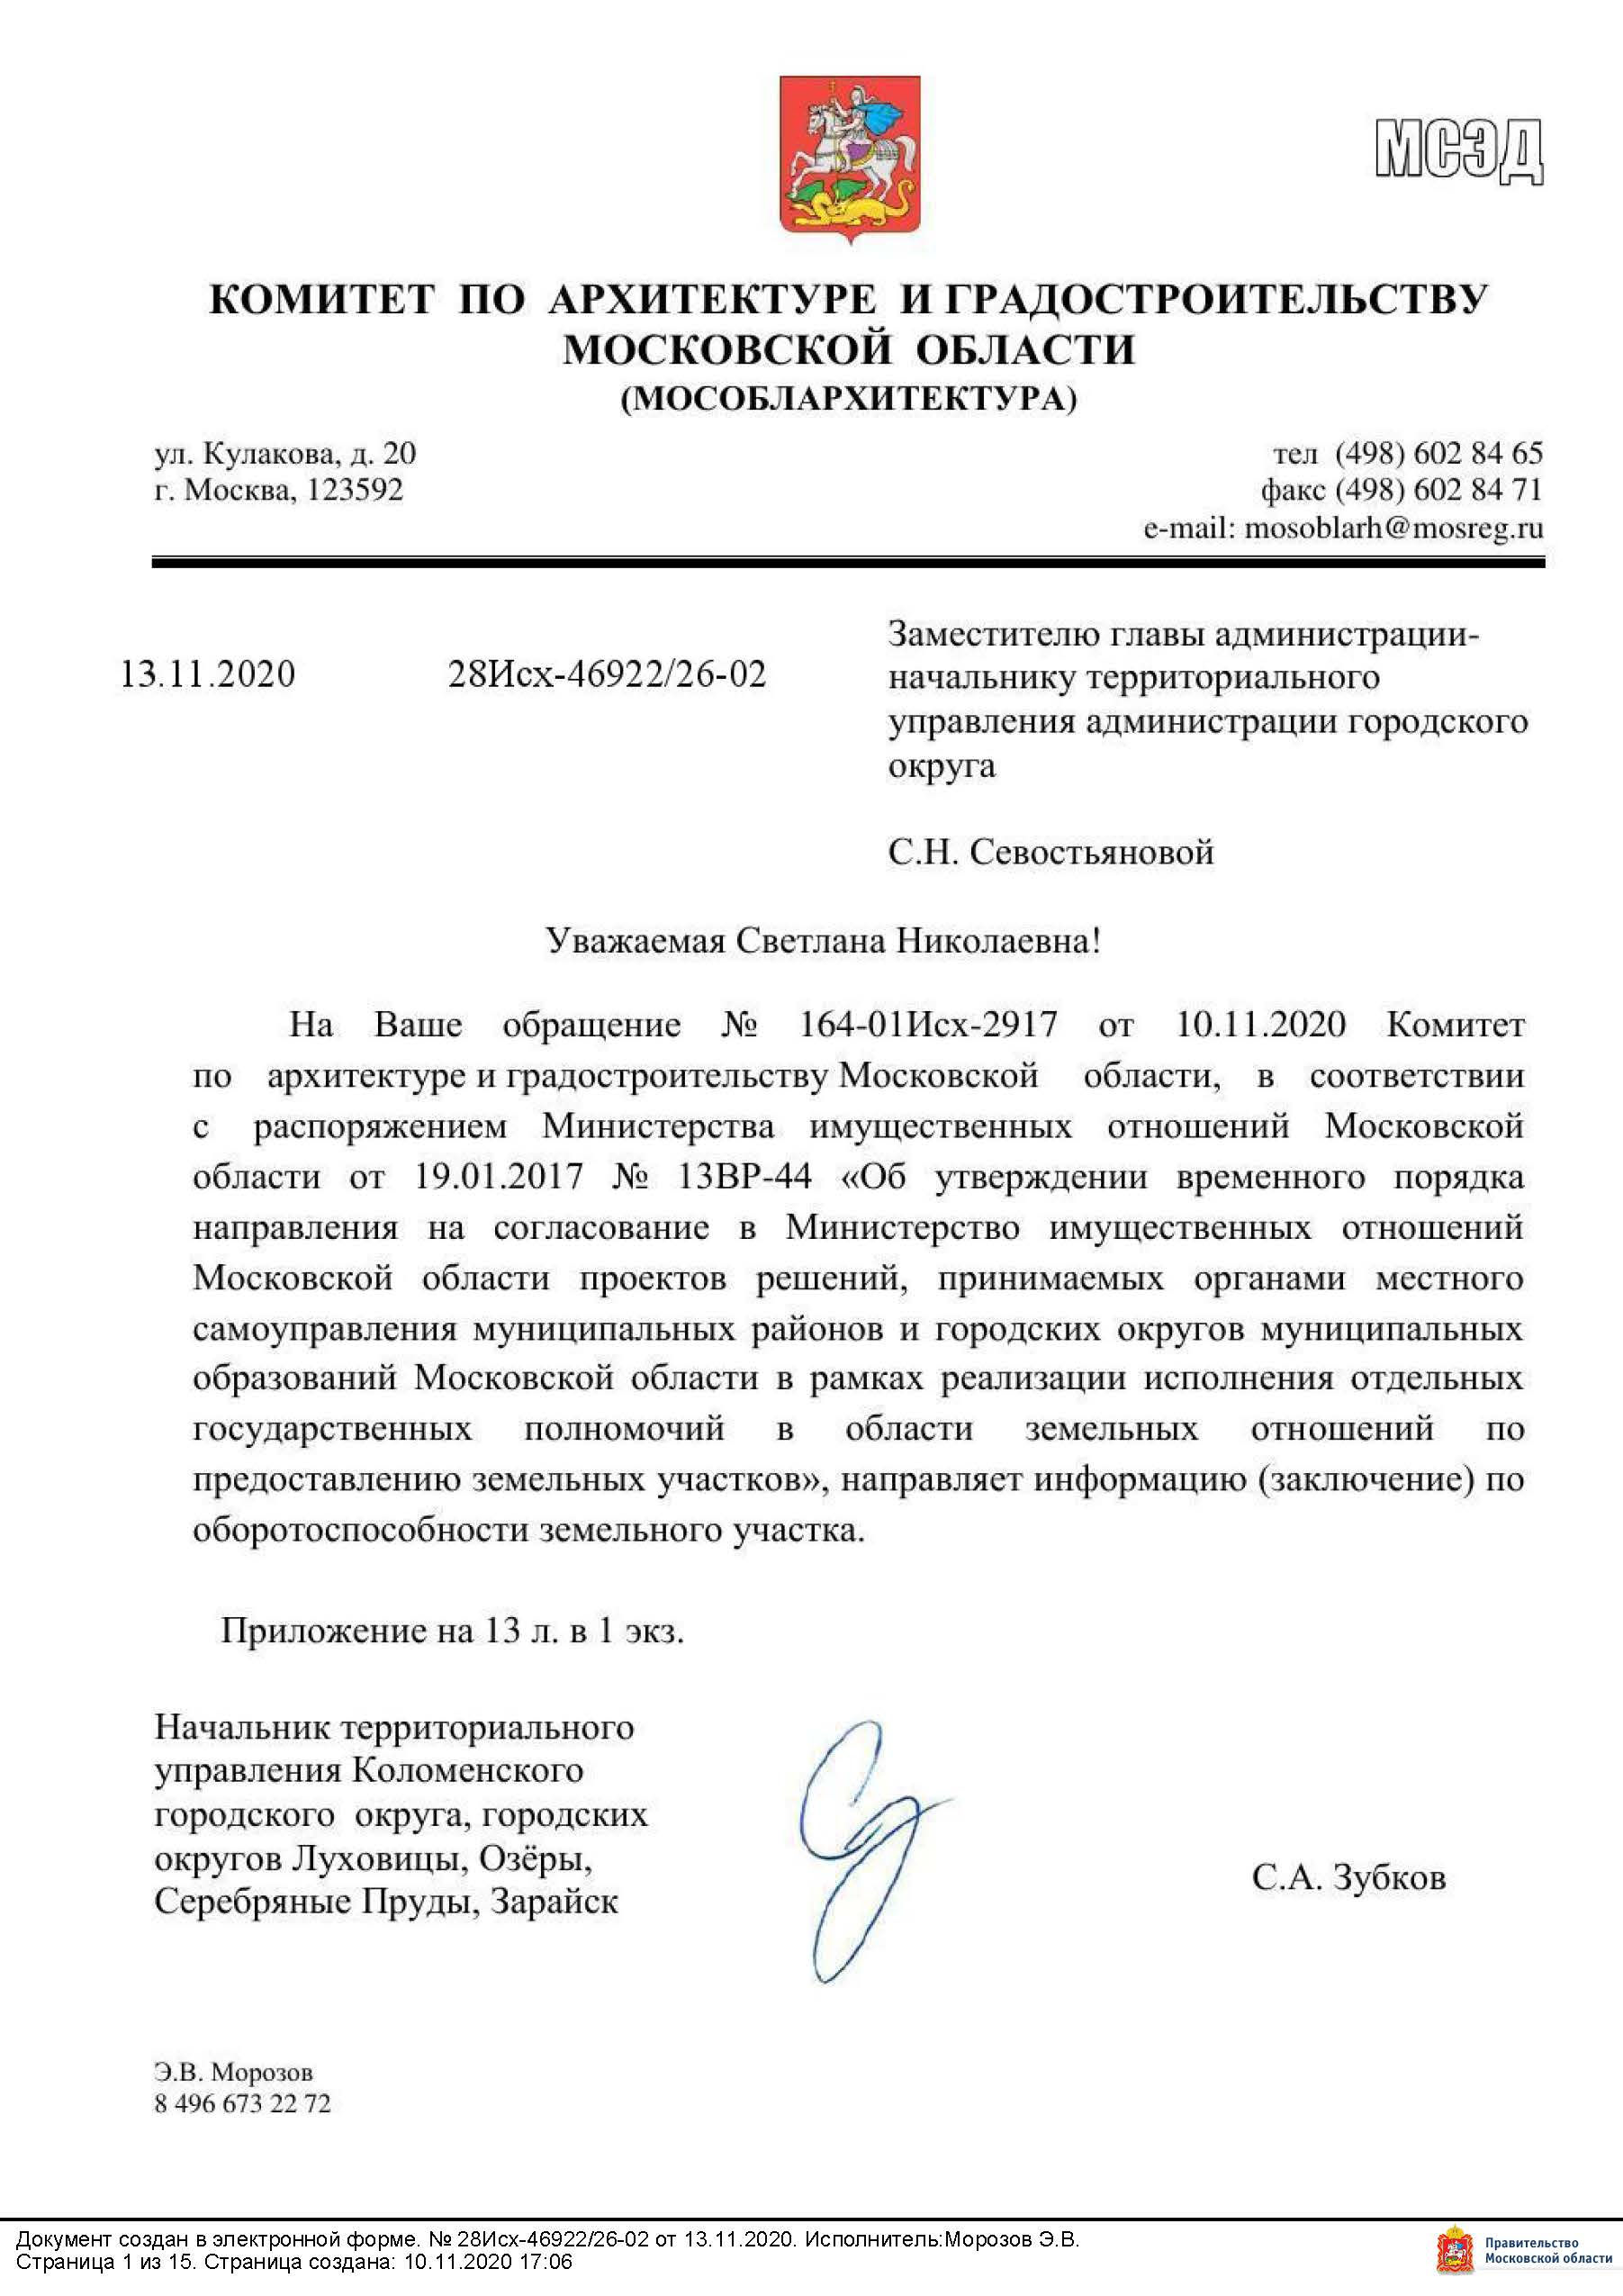 МСЭД
КОМИТЕТ ПО АРХИТЕКТУРЕ И ГРАДОСТРОИТЕЛЬСТВУ
МОСКОВСКОЙ ОБЛАСТИ
(МОСОБЛАРХИТЕКТУРА)
ул. Кулакова, д. 20
г. Москва, 123592
тел (498) 602 84 65
факс (498) 602 84 71
e-mail: mosoblarh@mosreg.ru
13.11.2020
28Исх-46922/26-02
Заместителю главы администрации-
начальнику территориального
управления администрации городского
округа
С.Н. Севостьяновой
Уважаемая Светлана Николаевна!
На Ваше обращение № 164-01Исх-2917 от 10.11.2020 Комитет
по архитектуре и градостроительству Московской области, в соответствии
с распоряжением Министерства имущественных отношений Московской
области от 19.01.2017 № 13ВР-44 «Об утверждении временного порядка
направления на согласование в Министерство имущественных отношений
Московской области проектов решений, принимаемых органами местного
самоуправления муниципальных районов и городских округов муниципальных
образований Московской области в рамках реализации исполнения отдельных
государственных полномочий в области земельных отношений по
предоставлению земельных участков», направляет информацию (заключение) по
оборотоспособности земельного участка.
Приложение на 13 л. в 1 экз.
Начальник территориального
управления Коломенского
городского округа, городских
округов Луховицы, Озёры,
Серебряные Пруды, Зарайск
С.А. Зубков
Э.В. Морозов
8 496 673 22 72
Документ создан в электронной форме. № 28Исх-46922/26-02 от 13.11.2020. Исполнитель:Морозов Э.В.
Страница 1 из 15. Страница создана: 10.11.2020 17:06
Правительство
Московской области